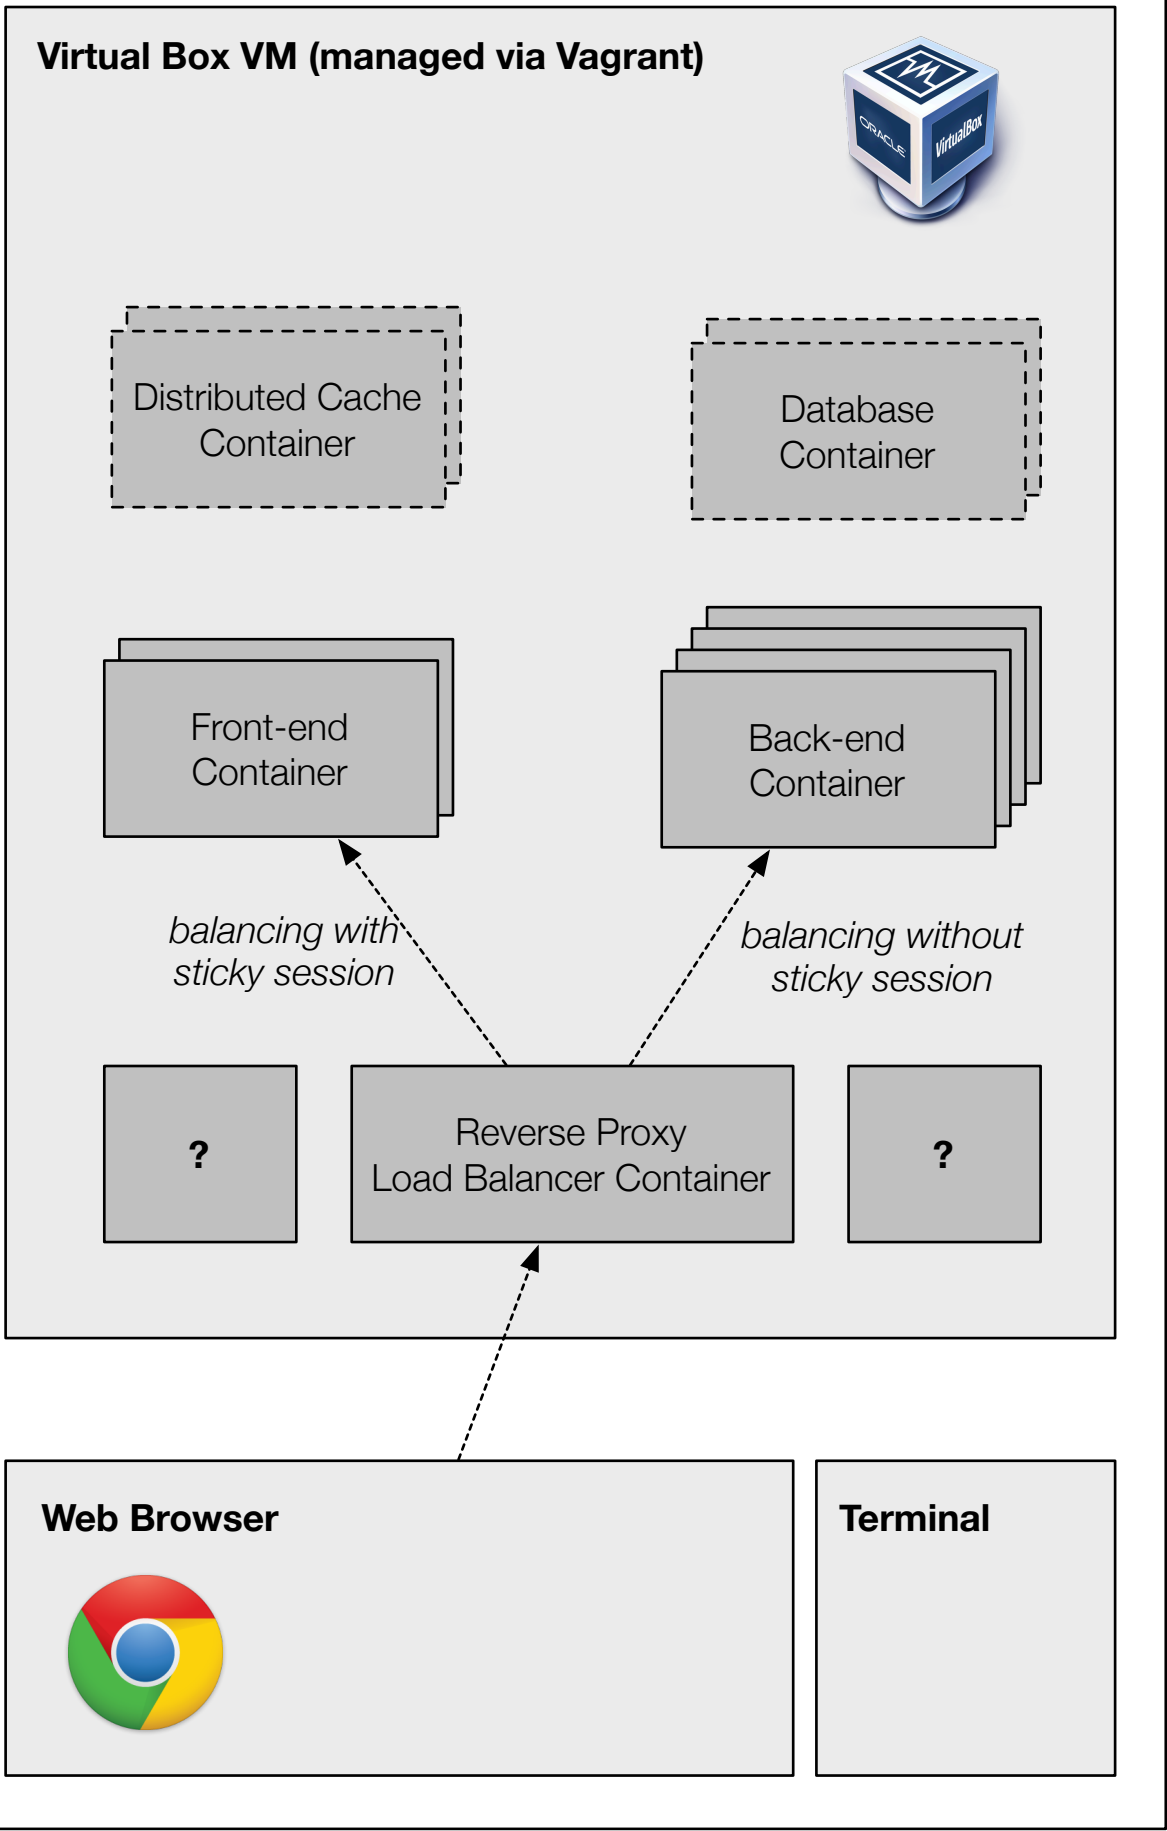 Virtual Box VM (managed via Vagrant)
ORACLE
VirtualBox
Distributed Cache
Container
Database
Container
Front-end
Container
Back-end
Container
balancing with
sticky session
balancing without
sticky session
?
Reverse Proxy
Load Balancer Container
?
Web Browser
Terminal